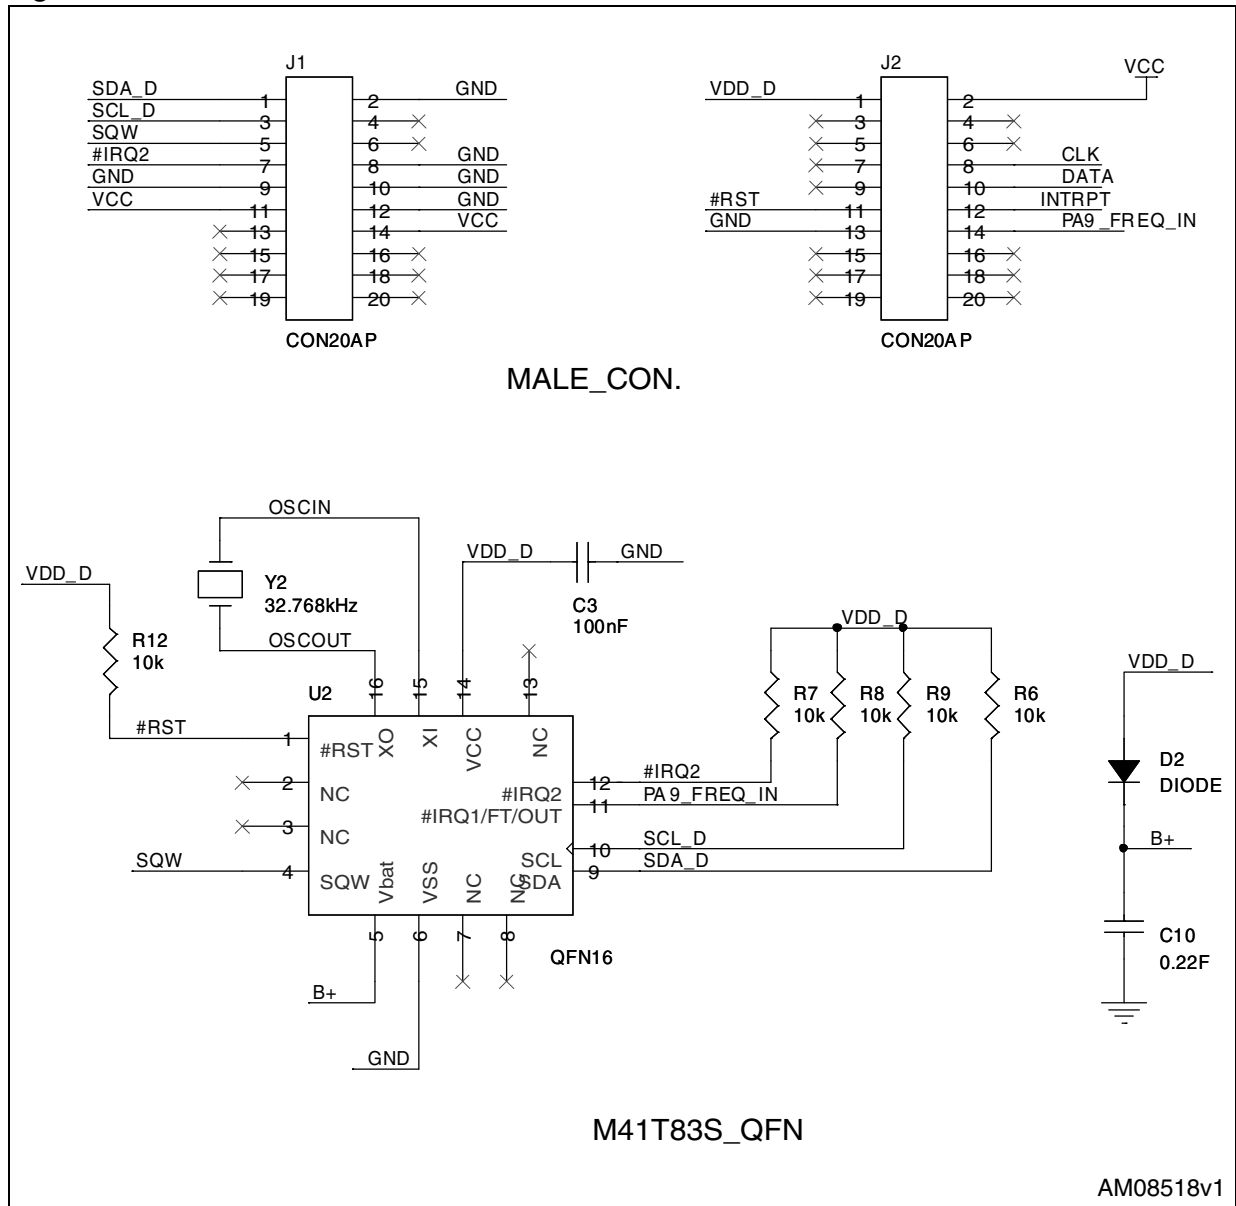 J1
J2
VCC
SDA_D 1 2 GND
SCL_D 3 4
SQW 5 6
#IRQ2 7 8 GND
GND 9 10 GND
VCC 11 12 GND
13 14 VCC
15 16
17 18
19 20
CON20AP
VDD_D 1 2
3 4
5 6
7 8 CLK
9 10 DATA
#RST 11 12 INTRPT
GND 13 14 PA9_FREQ_IN
15 16
17 18
19 20
CON20AP
MALE_CON.
OSCIN
VDD_D
Y2
32.768kHz
OSCOUT
R12
10k
VDD_D GND
C3
100nF
VDD_D
R7
10k
R8
10k
R9
10k
R6
10k
VDD_D
D2
DIODE
B+
C10
0.22F
U2
16 15 14 13
XO XI VCC NC
#RST 1 #RST
2 NC
3 NC
SQW 4 SQW
#IRQ2 12 #IRQ2
#IRQ1/FT/OUT 11 PA9_FREQ_IN
SCL 10 SCL_D
SDA 9 SDA_D
Vbat VSS NC NC
5 6 7 8
QFN16
B+
GND
M41T83S_QFN
AM08518v1